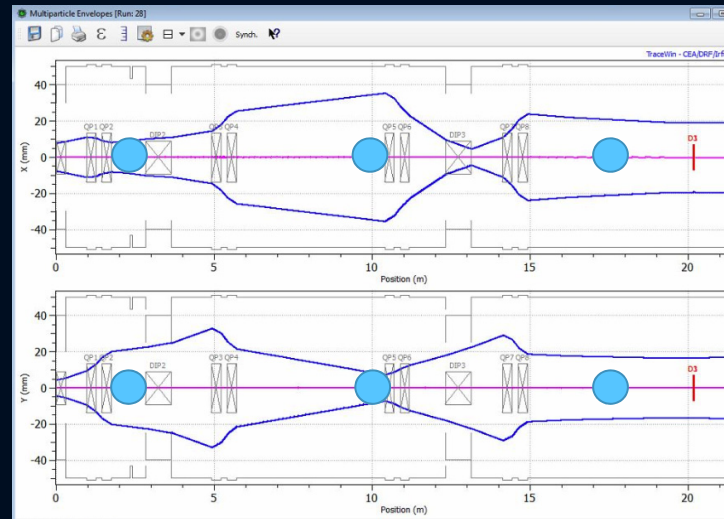 Multiparticle Envelopes [Run: 28]
ε Synch.
TraceWin - CEA/DRF/Irf
X (mm)
40
20
0
-20
-40
QP1 QP2 DIP2 QP3 QP4 QP5 QP6 DIP3 QP7 QP8 D3
0 5 10 15 20
Position (m)
Y (mm)
40
20
0
-20
-40
QP1 QP2 DIP2 QP3 QP4 QP5 QP6 DIP3 QP7 QP8 D3
0 5 10 15 20
Position (m)